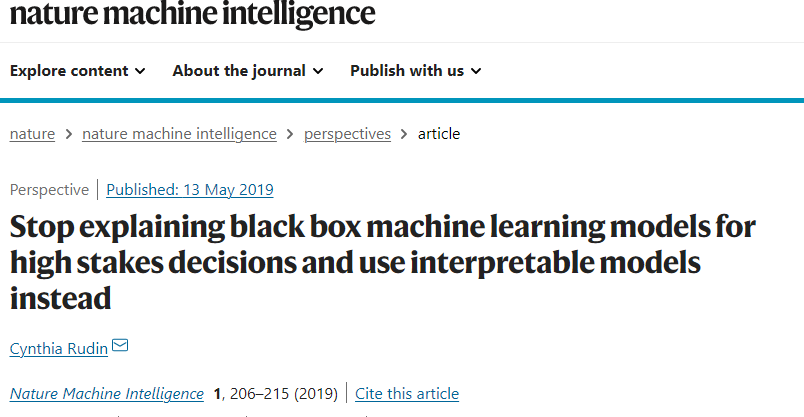 nature machine intelligence
Explore content About the journal Publish with us
nature > nature machine intelligence > perspectives > article
Perspective | Published: 13 May 2019
Stop explaining black box machine learning models for
high stakes decisions and use interpretable models
instead
Cynthia Rudin
Nature Machine Intelligence 1, 206–215 (2019) | Cite this article